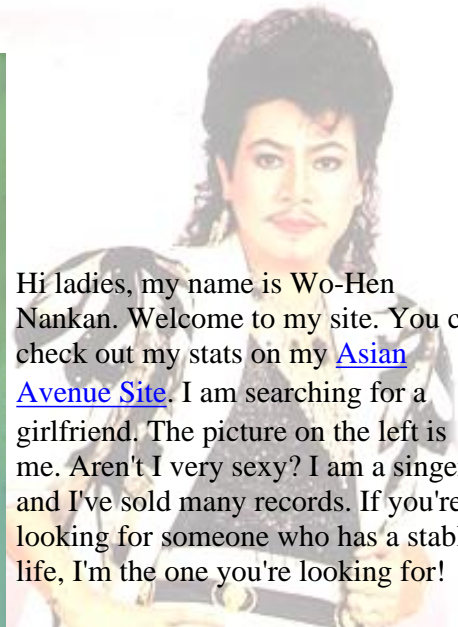 Hi ladies, my name is Wo-Hen
Nankan. Welcome to my site. You c
check out my stats on my Asian
Avenue Site. I am searching for a
girlfriend. The picture on the left is
me. Aren't I very sexy? I am a singe
and I've sold many records. If you're
looking for someone who has a stabl
life, I'm the one you're looking for!